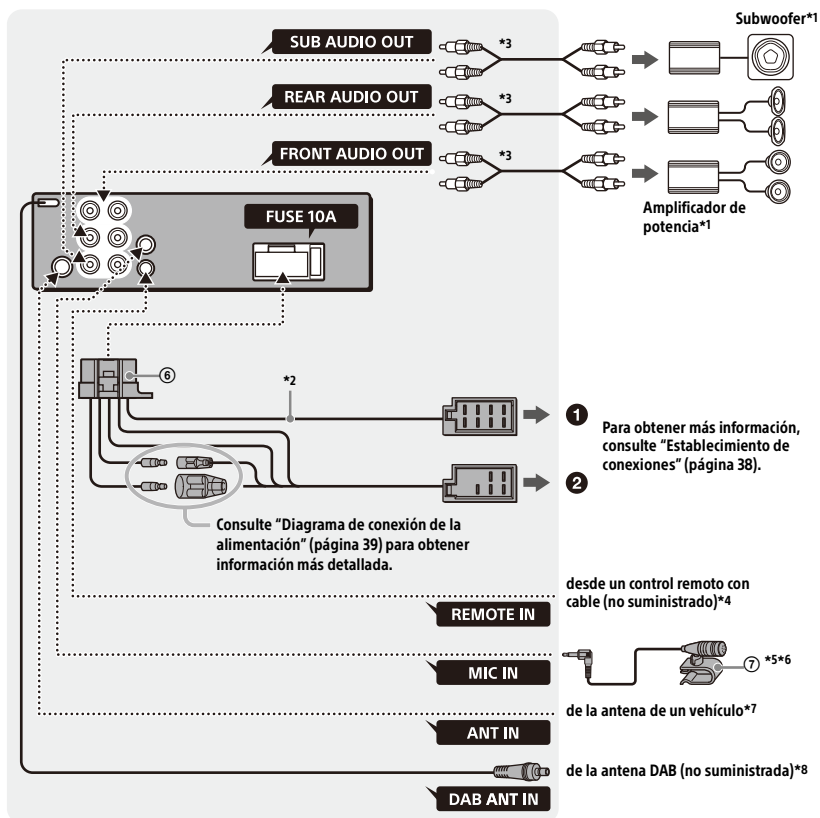 Subwoofer*1
SUB AUDIO OUT
*3
REAR AUDIO OUT
*3
FRONT AUDIO OUT
*3
Amplificador de
potencia*1
FUSE 10A
⑥
*2
❶
Para obtener más información,
consulte “Establecimiento de
conexiones” (página 38).
❷
Consulte “Diagrama de conexión de la
alimentación” (página 39) para obtener
información más detallada.
desde un control remoto con
cable (no suministrado)*4
REMOTE IN
⑦ *5*6
MIC IN
de la antena de un vehículo*7
ANT IN
de la antena DAB (no suministrada)*8
DAB ANT IN